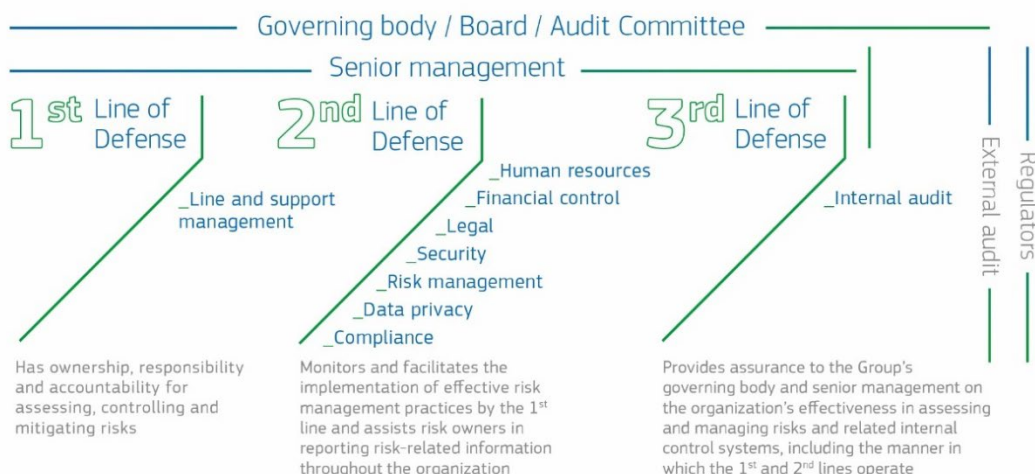 Governing body / Board / Audit Committee
Senior management
1st Line of
Defense
_Line and support
management
Has ownership, responsibility
and accountability for
assessing, controlling and
mitigating risks
2nd Line of
Defense
_Human resources
_Financial control
_Legal
_Security
_Risk management
_Data privacy
_Compliance
Monitors and facilitates the
implementation of effective risk
management practices by the 1st
line and assists risk owners in
reporting risk-related information
throughout the organization
3rd Line of
Defense
_Internal audit
Provides assurance to the Group's
governing body and senior management on
the organization's effectiveness in assessing
and managing risks and related internal
control systems, including the manner in
which the 1st and 2nd lines operate
External audit
Regulators